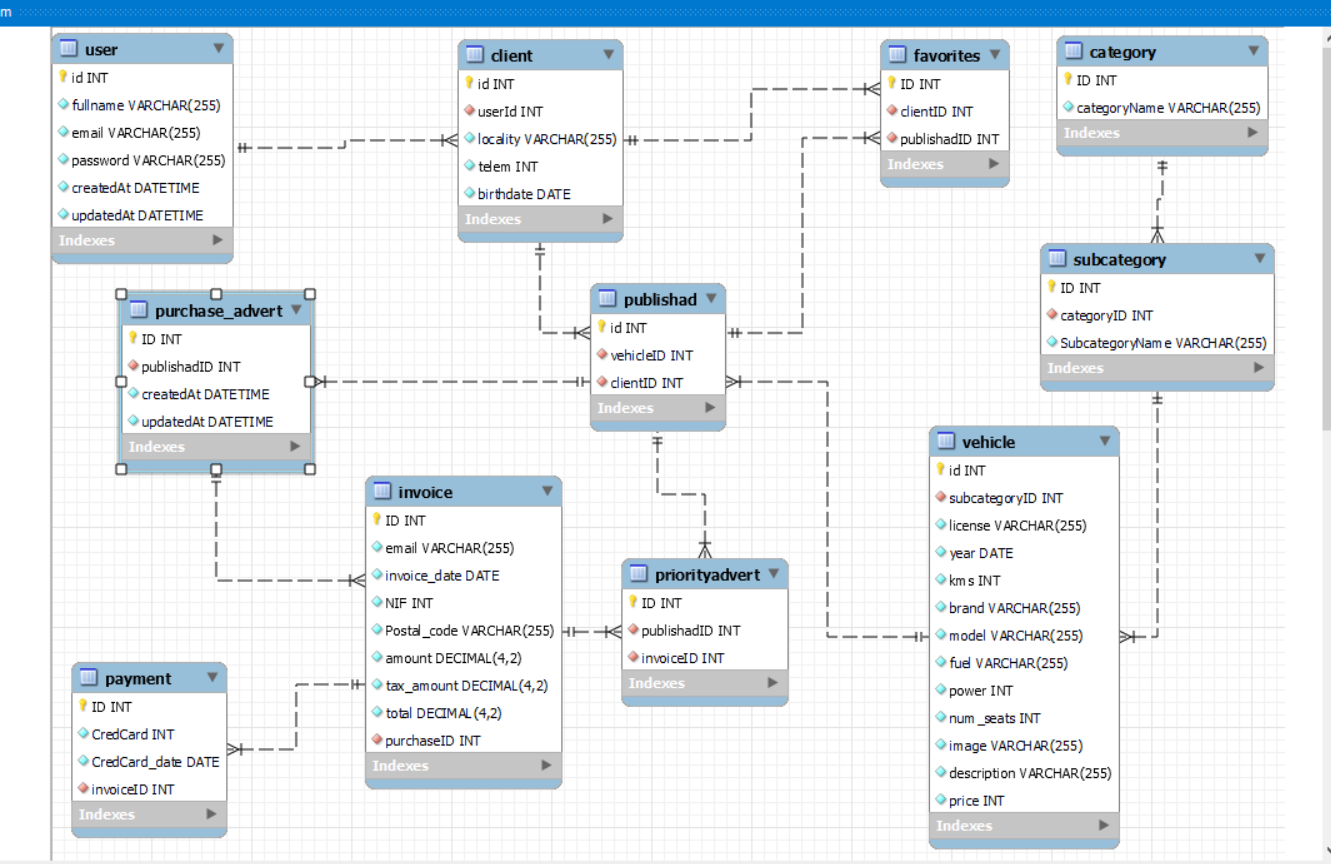 m
user
id INT
fullname VARCHAR(255)
email VARCHAR(255)
password VARCHAR(255)
createdAt DATETIME
updatedAt DATETIME
Indexes
client
id INT
userId INT
locality VARCHAR(255)
telem INT
birthdate DATE
Indexes
favorites
ID INT
clientID INT
publishadID INT
Indexes
category
ID INT
categoryName VARCHAR(255)
Indexes
subcategory
ID INT
categoryID INT
SubcategoryName VARCHAR(255)
Indexes
purchase_advert
ID INT
publishadID INT
createdAt DATETIME
updatedAt DATETIME
Indexes
publishad
id INT
vehicleID INT
clientID INT
Indexes
vehicle
id INT
subcategoryID INT
license VARCHAR(255)
year DATE
kms INT
brand VARCHAR(255)
model VARCHAR(255)
fuel VARCHAR(255)
power INT
num_seats INT
image VARCHAR(255)
description VARCHAR(255)
price INT
Indexes
invoice
ID INT
email VARCHAR(255)
invoice_date DATE
NIF INT
Postal_code VARCHAR(255)
amount DECIMAL(4,2)
tax_amount DECIMAL(4,2)
total DECIMAL(4,2)
purchaseID INT
Indexes
priorityadvert
ID INT
publishadID INT
invoiceID INT
Indexes
payment
ID INT
CredCard INT
CredCard_date DATE
invoiceID INT
Indexes